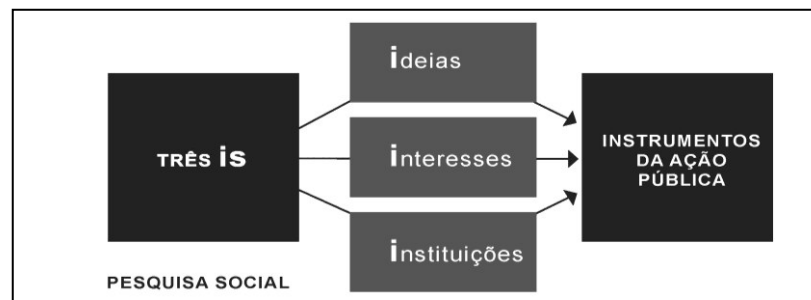 TRÊS is
ideias
interesses
instituições
INSTRUMENTOS
DA AÇÃO
PÚBLICA
PESQUISA SOCIAL